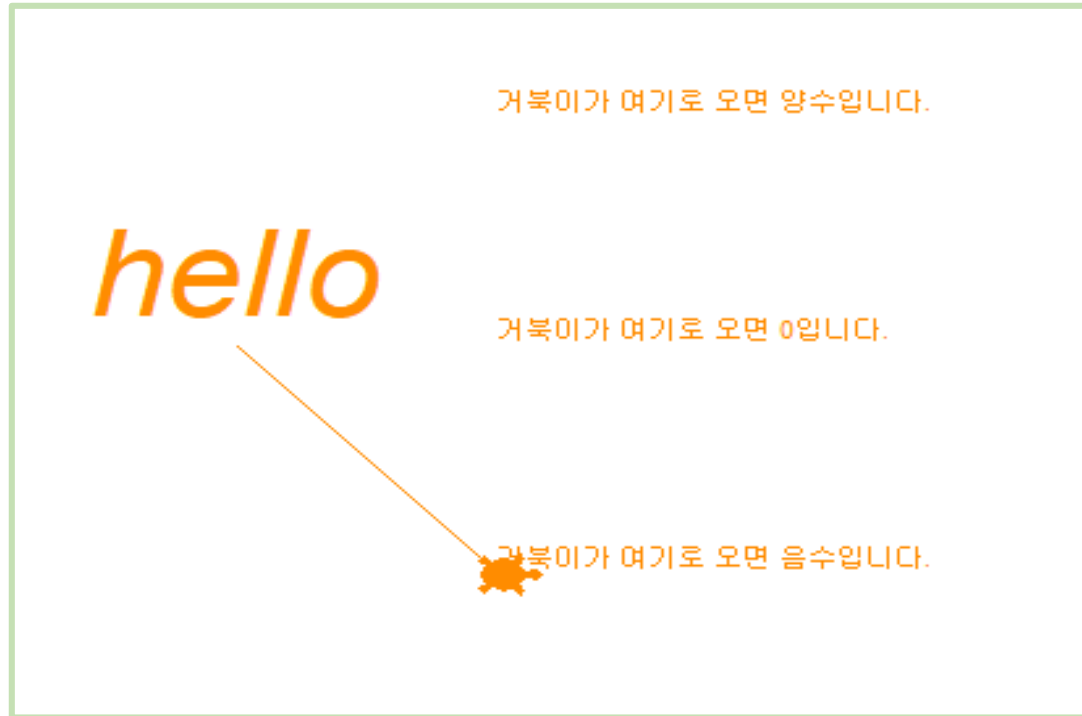 거북이가 여기로 오면 양수입니다.
hello
거북이가 여기로 오면 0입니다.
거북이가 여기로 오면 음수입니다.